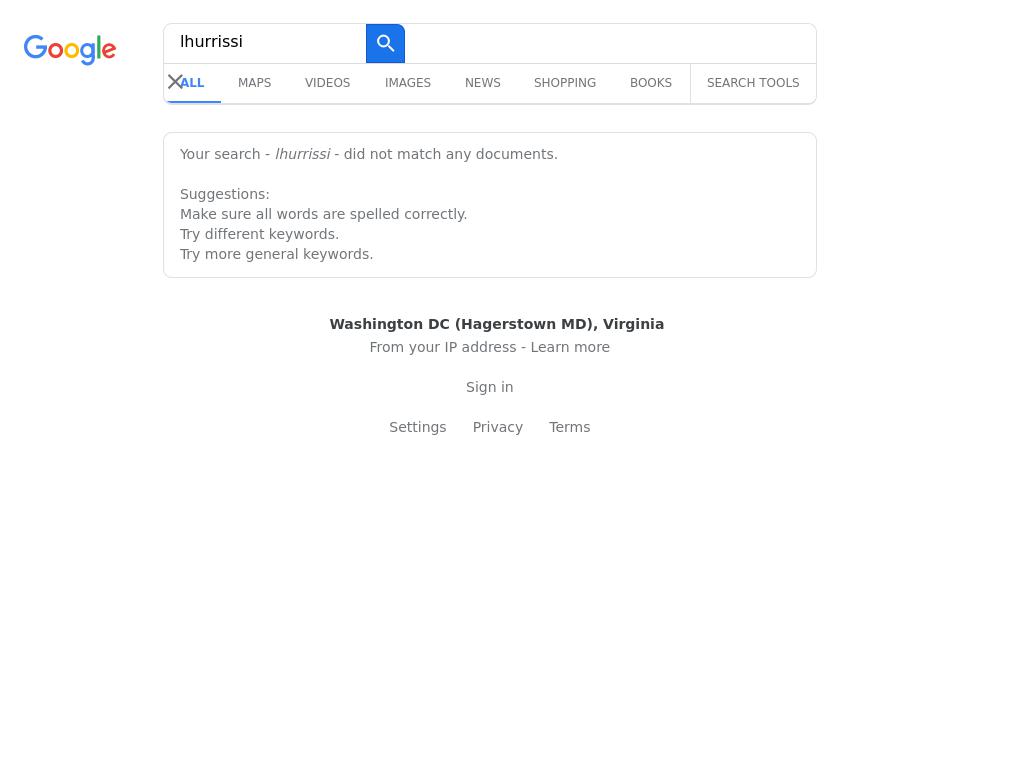 Google
lhurrissi
ALL MAPS VIDEOS IMAGES NEWS SHOPPING BOOKS SEARCH TOOLS
Your search - lhurrissi - did not match any documents.
Suggestions:
Make sure all words are spelled correctly.
Try different keywords.
Try more general keywords.
Washington DC (Hagerstown MD), Virginia
From your IP address - Learn more
Sign in
Settings Privacy Terms